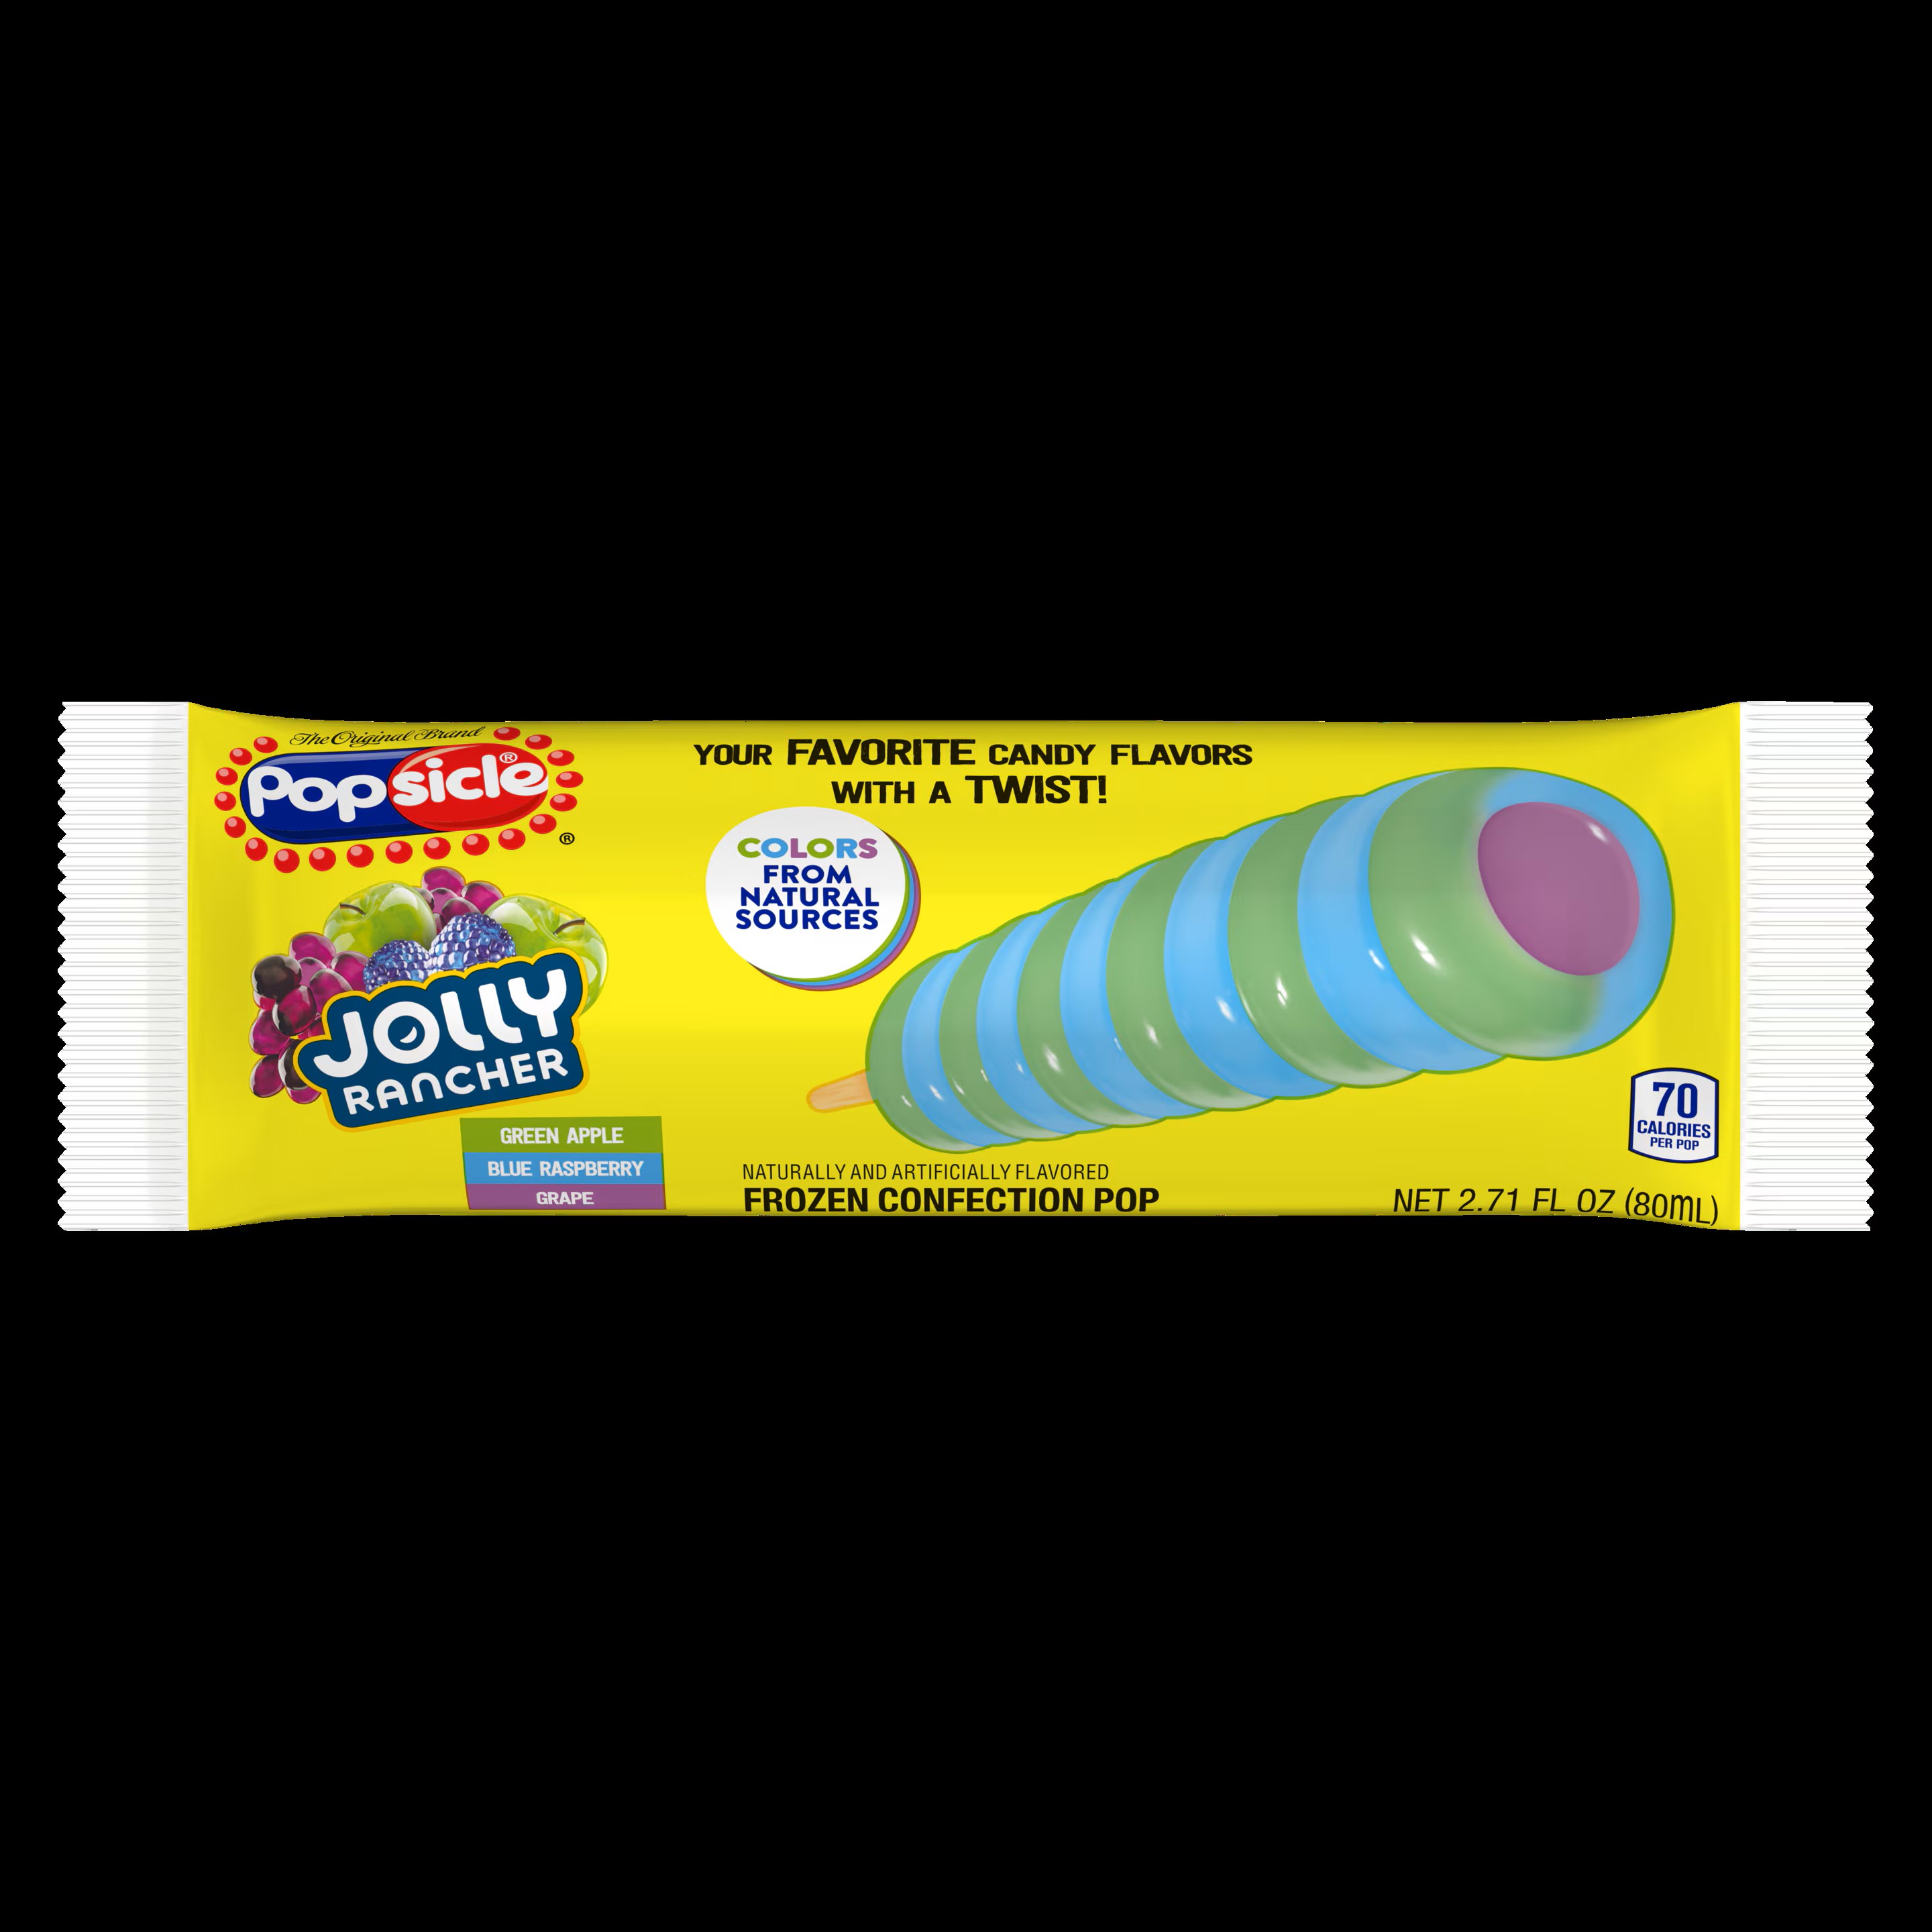 The Original Brand
Popsicle®
®
JOLLY
RANCHER
GREEN APPLE
BLUE RASPBERRY
GRAPE
YOUR FAVORITE CANDY FLAVORS
WITH A TWIST!
COLORS
FROM
NATURAL
SOURCES
NATURALLY AND ARTIFICIALLY FLAVORED
FROZEN CONFECTION POP
70
CALORIES
PER POP
NET 2.71 FL OZ (80mL)